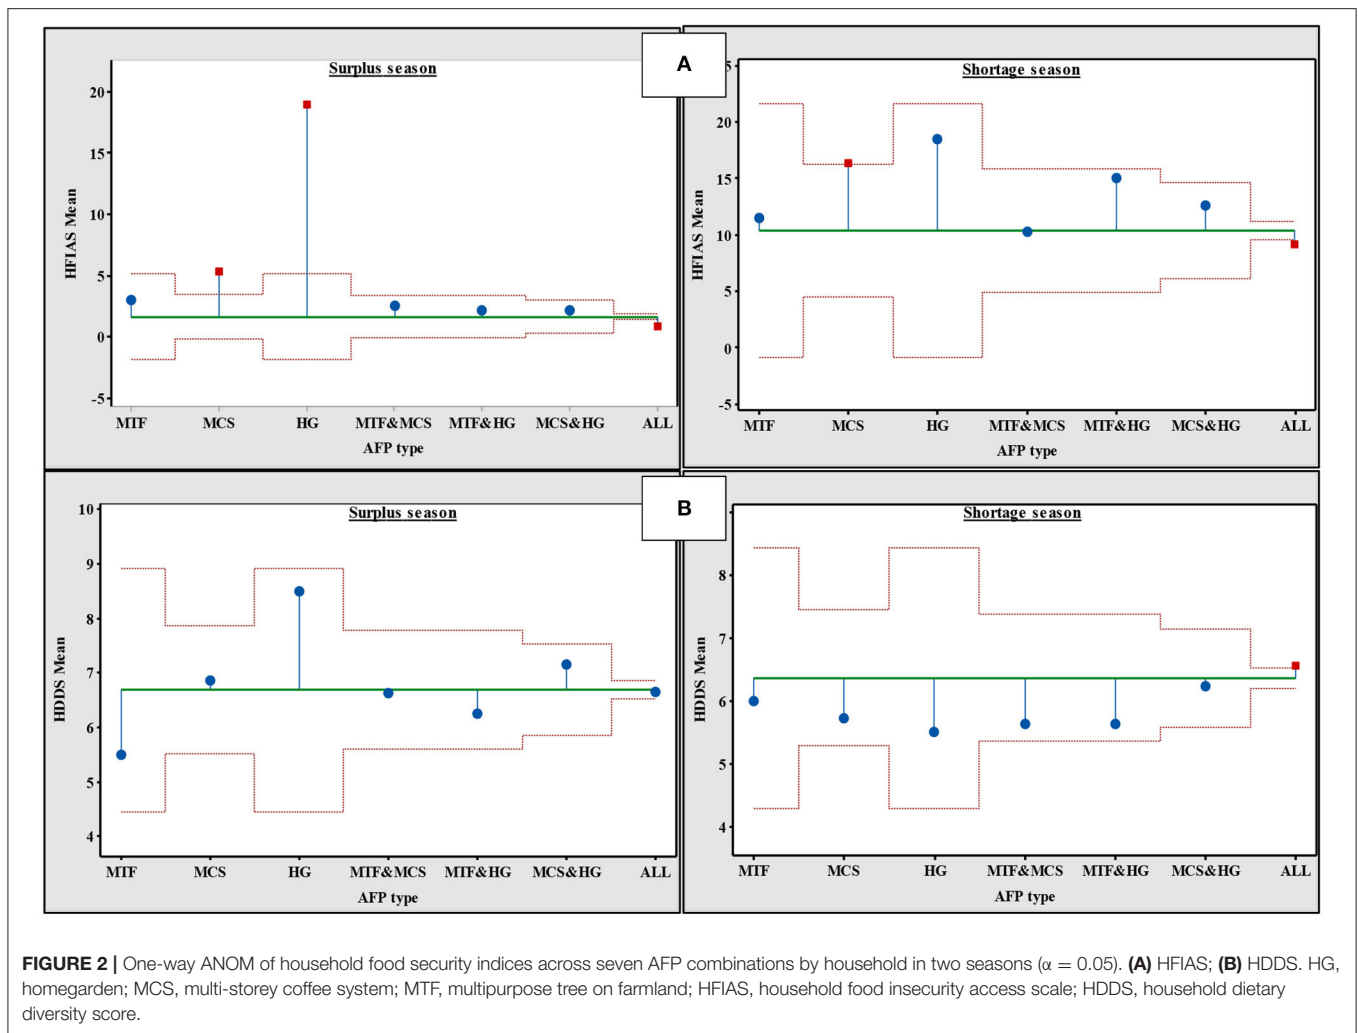 A
Surplus season
HFIAS Mean
20
15
10
5
0
-5
MTF MCS HG MTF&MCS MTF&HG MCS&HG ALL
AFP type
Shortage season
HFIAS Mean
5
20
15
10
5
0
-5
MTF MCS HG MTF&MCS MTF&HG MCS&HG ALL
AFP type
B
Surplus season
HDDS Mean
10
9
8
7
6
5
4
MTF MCS HG MTF&MCS MTF&HG MCS&HG ALL
AFP type
Shortage season
HDDS Mean
8
7
6
5
4
MTF MCS HG MTF&MCS MTF&HG MCS&HG ALL
AFP type
FIGURE 2 | One-way ANOM of household food security indices across seven AFP combinations by household in two seasons (α = 0.05). (A) HFIAS; (B) HDDS. HG,
homegarden; MCS, multi-storey coffee system; MTF, multipurpose tree on farmland; HFIAS, household food insecurity access scale; HDDS, household dietary
diversity score.